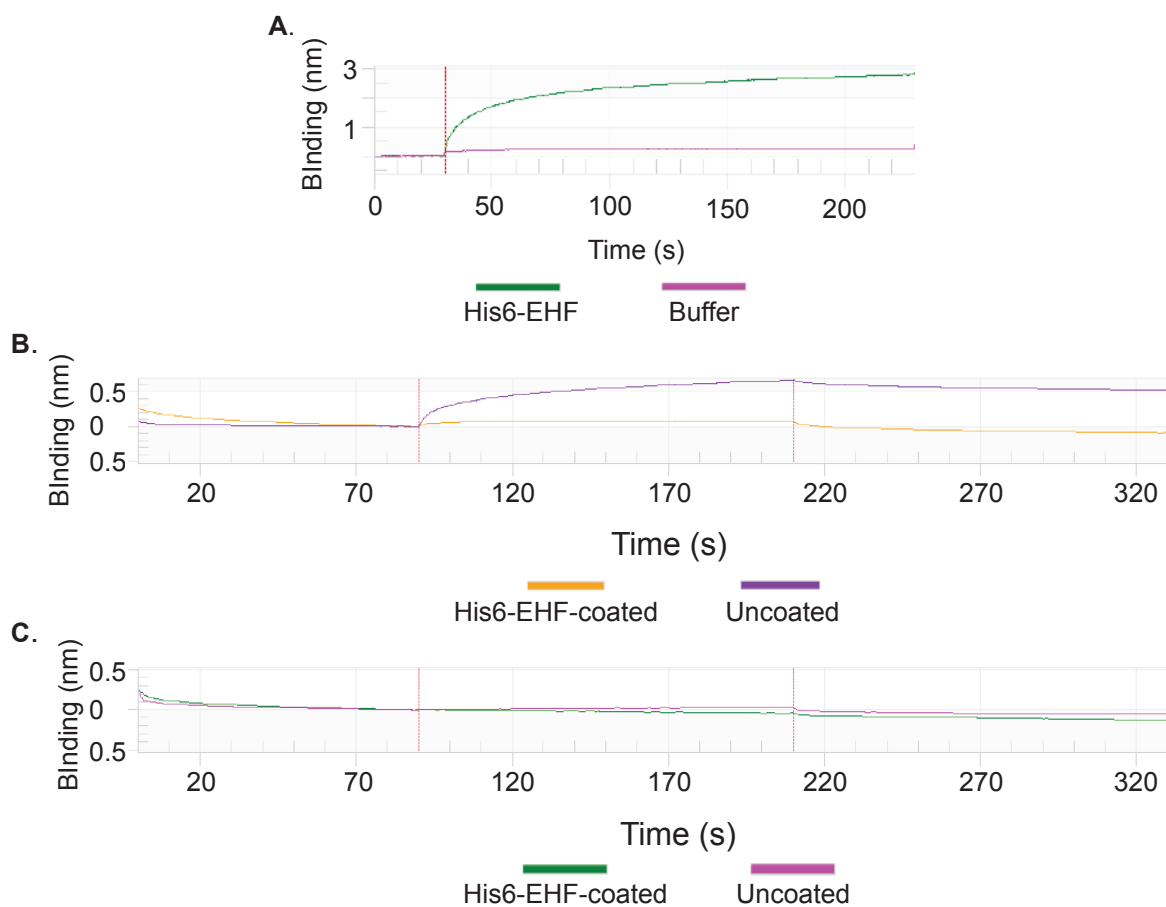 A.
BInding (nm)
3
1
0 50 100 150 200
Time (s)
His6-EHF Buffer
B.
BInding (nm)
0.5
0
0.5
20 70 120 170 220 270 320
Time (s)
His6-EHF-coated Uncoated
C.
BInding (nm)
0.5
0
0.5
20 70 120 170 220 270 320
Time (s)
His6-EHF-coated Uncoated